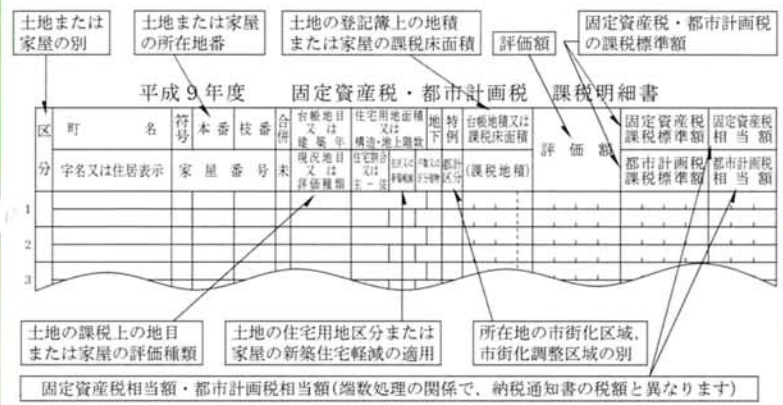 土地または
家屋の別
土地または家屋
の所在地番
土地の登記簿上の地積
または家屋の課税床面積
評価額
固定資産税・都市計画税
の課税標準額
平成9年度 固定資産税・都市計画税 課税明細書
区分
町名
符号
本番
枝番
合併
台帳地目
又は
建築年
住宅用地面積
又は
構造・地上階数
地下
特例
台帳地積又は
課税床面積
評価額
固定資産税
課税標準額
固定資産税
相当額
字名又は住居表示
家屋番号
未
現況地目
又は
評価種類
住宅割合
又は
主-従
都計
区分
(課税地積)
都市計画税
課税標準額
都市計画税
相当額
1
2
3
土地の課税上の地目
または家屋の評価種類
土地の住宅用地区分または
家屋の新築住宅軽減の適用
所在地の市街化区域,
市街化調整区域の別
固定資産税相当額・都市計画税相当額(端数処理の関係で、納税通知書の税額と異なります)